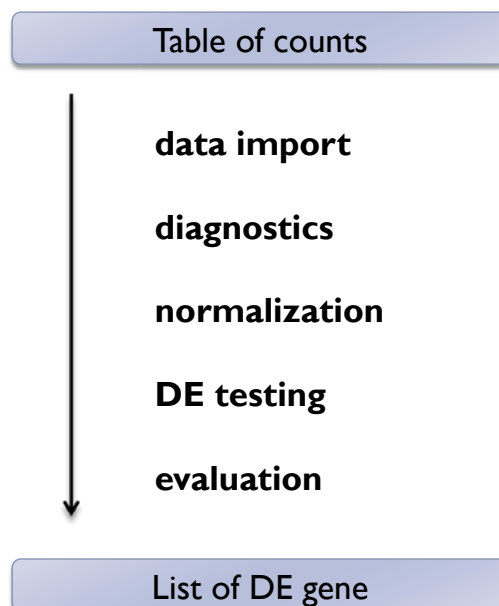 Table of counts
data import
diagnostics
normalization
DE testing
evaluation
List of DE gene